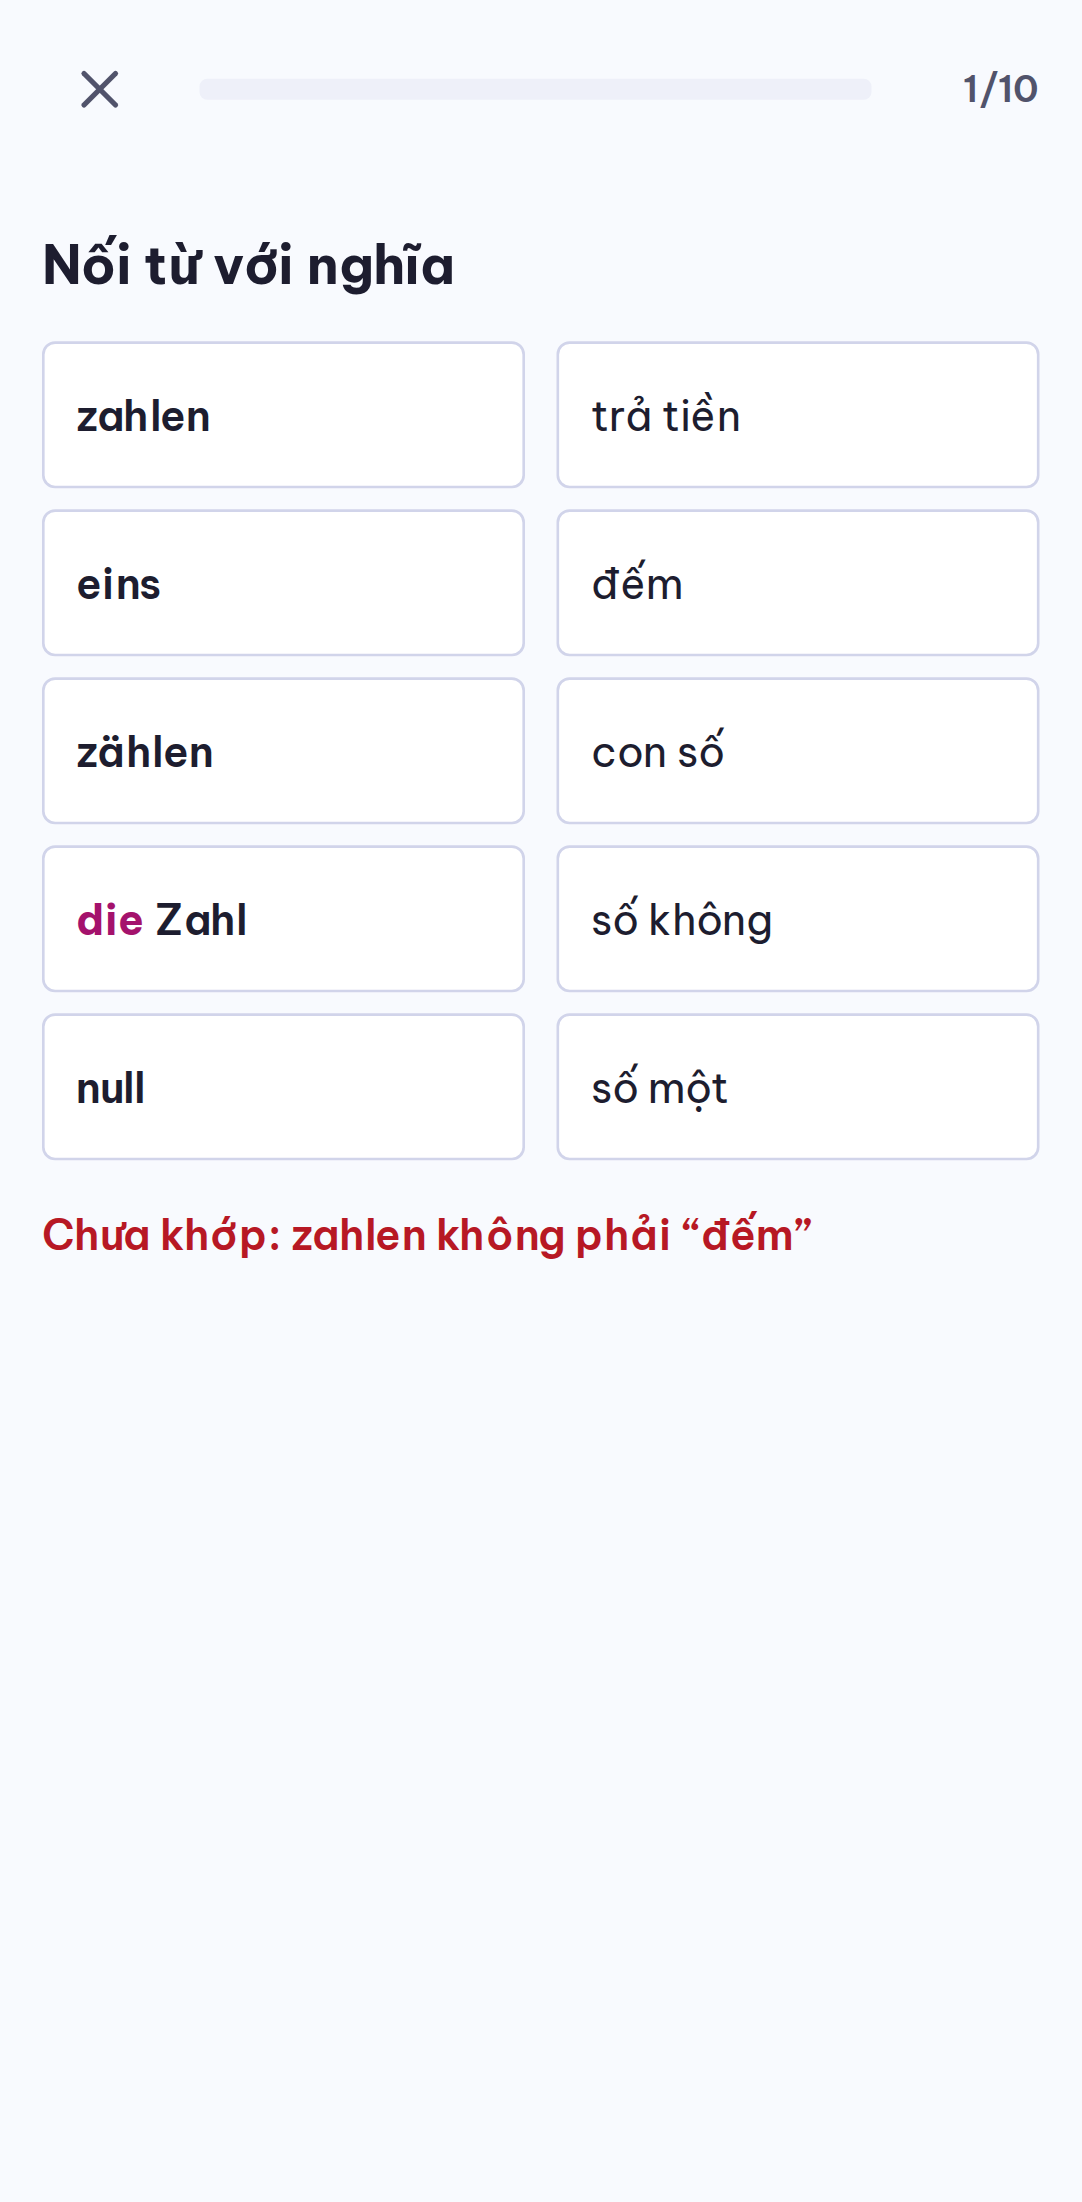 1/10
Nối từ với nghĩa
zahlen
trả tiền
eins
đếm
zählen
con số
die Zahl
số không
null
số một
Chưa khớp: zahlen không phải “đếm”